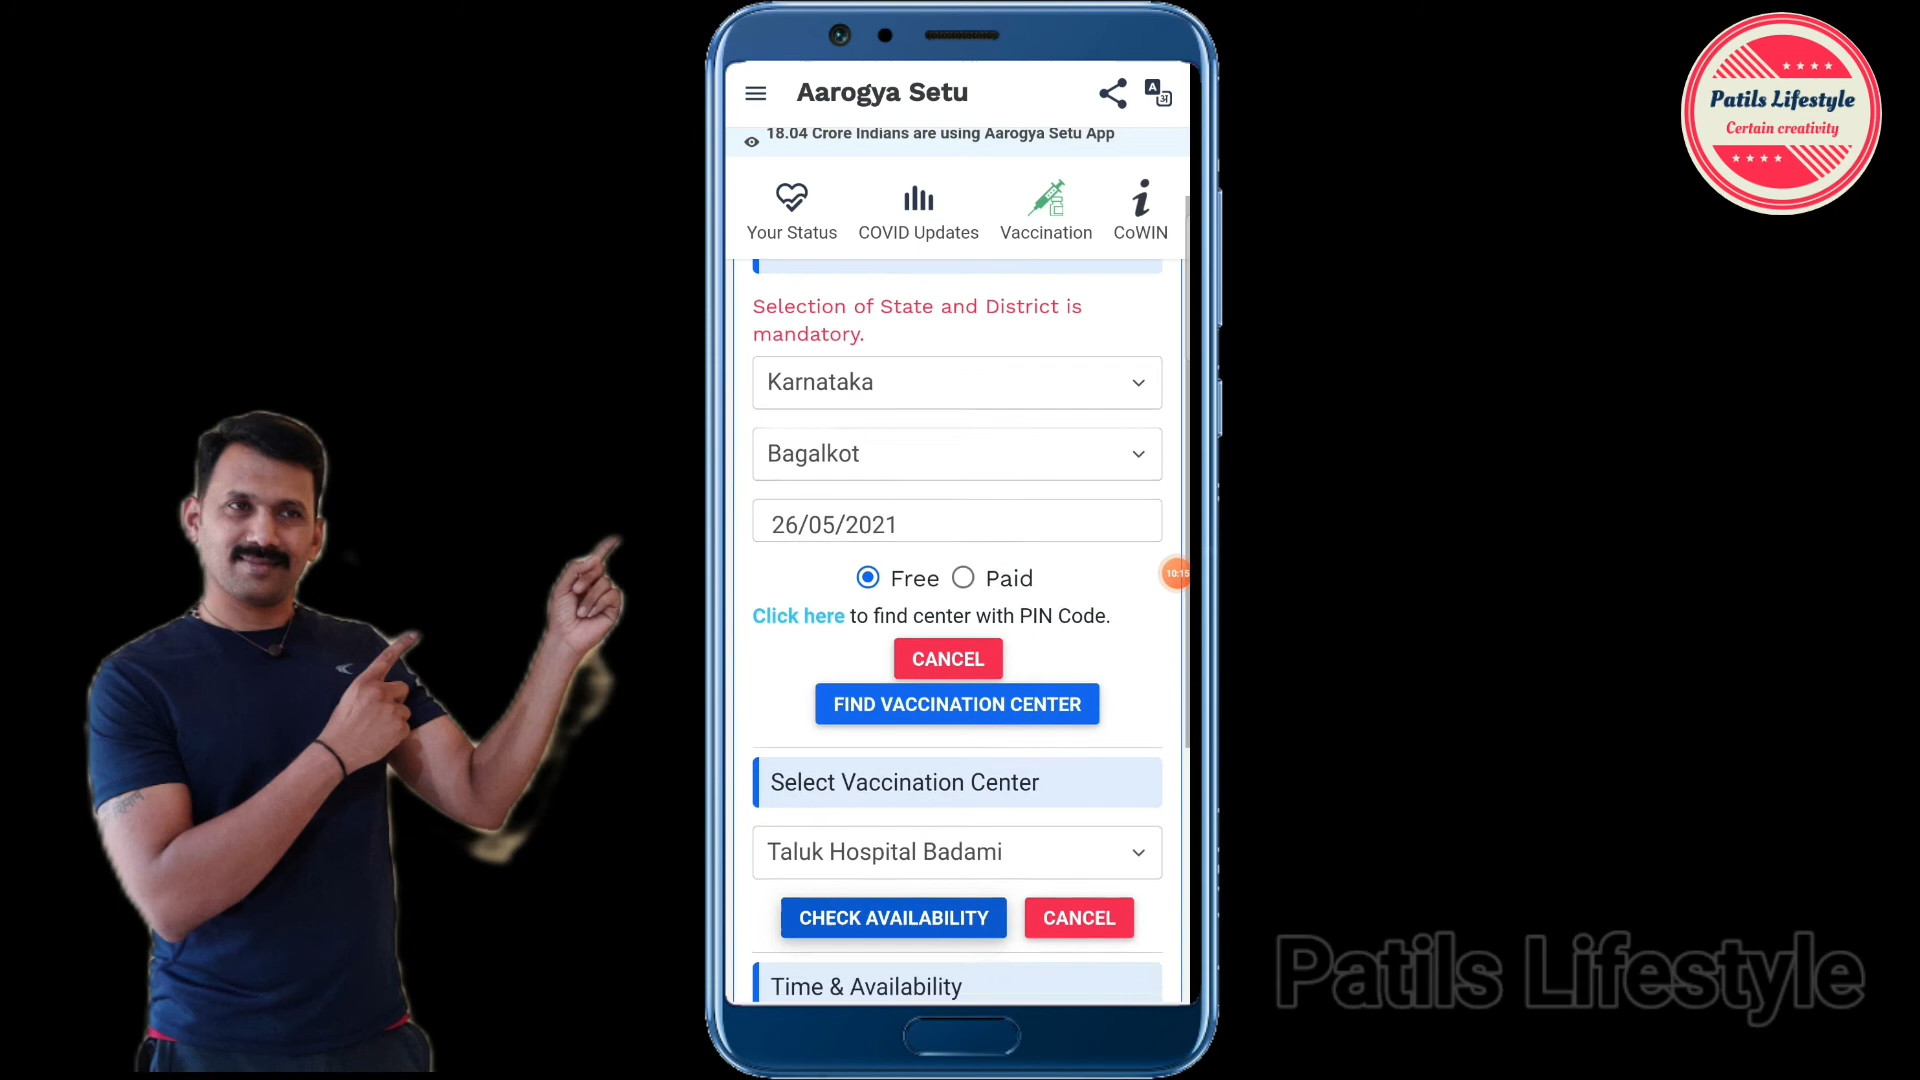 Aarogya Setu
A
अ
18.04 Crore Indians are using Aarogya Setu App
Your Status
COVID Updates
Vaccination
CoWIN
Selection of State and District is
mandatory.
Karnataka
Bagalkot
26/05/2021
Free
Paid
10:15
Click here to find center with PIN Code.
CANCEL
FIND VACCINATION CENTER
Select Vaccination Center
Taluk Hospital Badami
CHECK AVAILABILITY
CANCEL
Time & Availability
Patils Lifestyle
Certain creativity
Patils Lifestyle